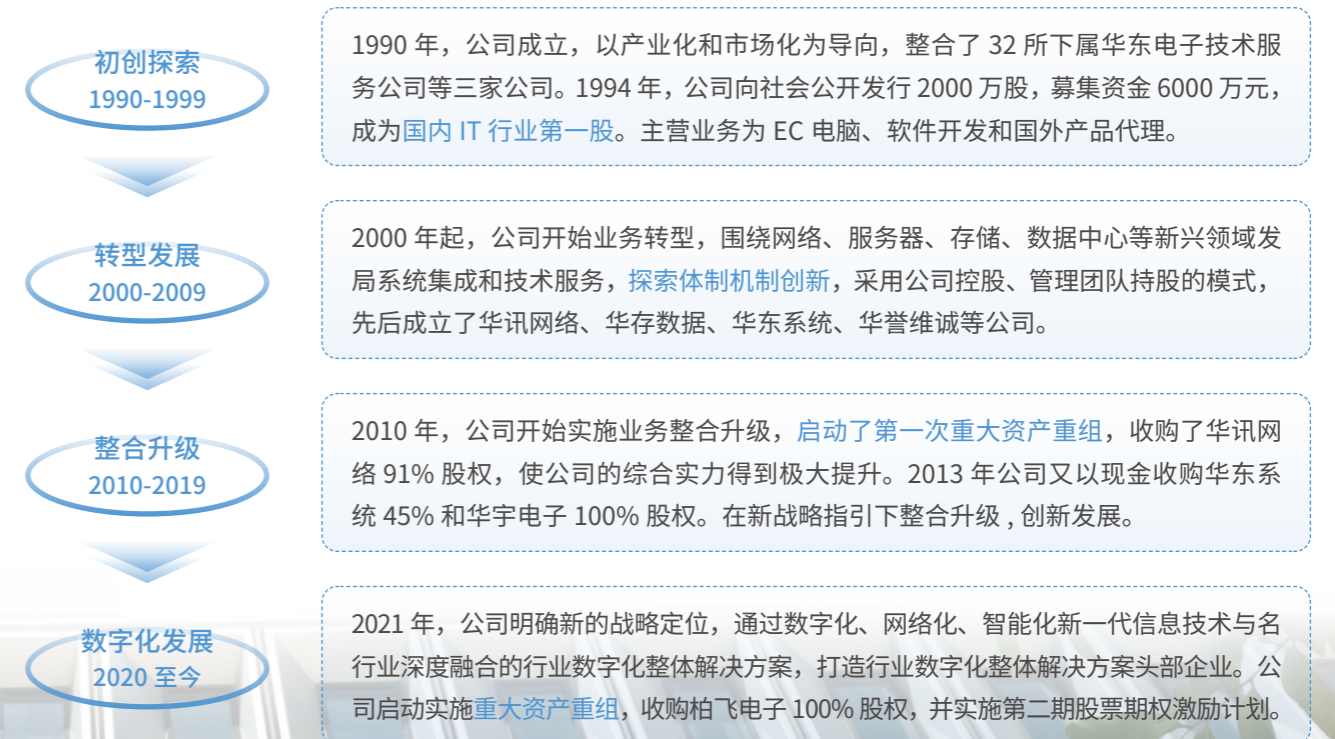 初创探索
1990-1999
1990 年，公司成立，以产业化和市场化为导向，整合了 32 所下属华东电子技术服
务公司等三家公司。1994 年，公司向社会公开发行 2000 万股，募集资金 6000 万元，
成为国内 IT 行业第一股。主营业务为 EC 电脑、软件开发和国外产品代理。
转型发展
2000-2009
2000 年起，公司开始业务转型，围绕网络、服务器、存储、数据中心等新兴领域发
局系统集成和技术服务，探索体制机制创新，采用公司控股、管理团队持股的模式，
先后成立了华讯网络、华存数据、华东系统、华誉维诚等公司。
整合升级
2010-2019
2010 年，公司开始实施业务整合升级，启动了第一次重大资产重组，收购了华讯网
络 91% 股权，使公司的综合实力得到极大提升。2013 年公司又以现金收购华东系
统 45% 和华宇电子 100% 股权。在新战略指引下整合升级 , 创新发展。
数字化发展
2020 至今
2021 年，公司明确新的战略定位，通过数字化、网络化、智能化新一代信息技术与名
行业深度融合的行业数字化整体解决方案，打造行业数字化整体解决方案头部企业。公
司启动实施重大资产重组，收购柏飞电子 100% 股权，并实施第二期股票期权激励计划。